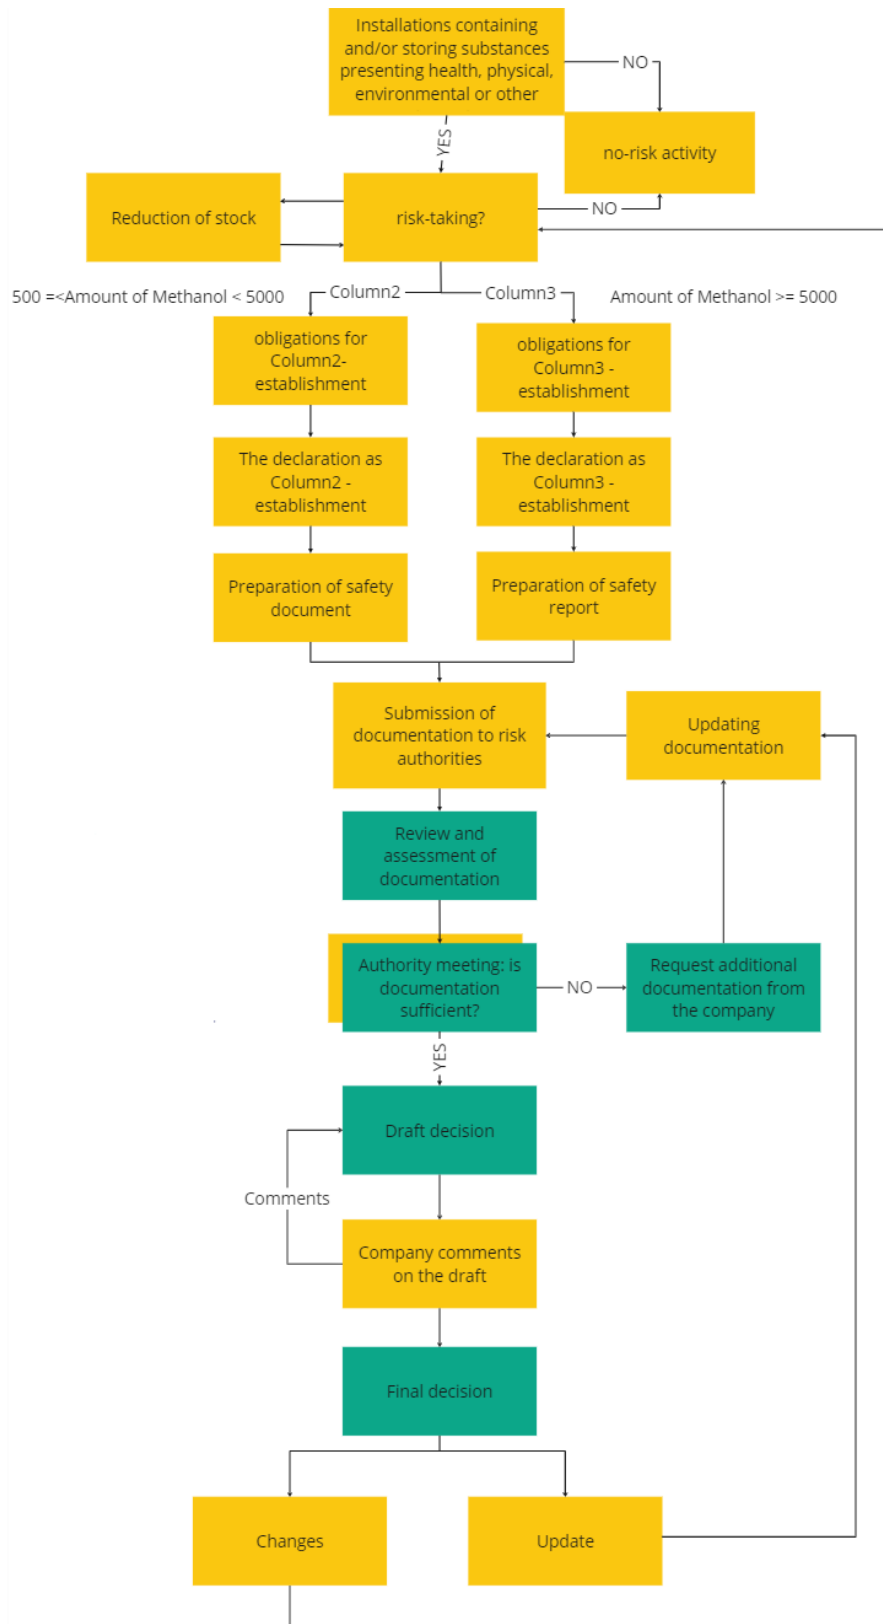 Installations containing
and/or storing substances
presenting health, physical,
environmental or other
NO
no-risk activity
YES
Reduction of stock
risk-taking?
NO
500 =<Amount of Methanol < 5000
Column2
Column3
Amount of Methanol >= 5000
obligations for
Column2-
establishment
obligations for
Column3 -
establishment
The declaration as
Column2 -
establishment
The declaration as
Column3 -
establishment
Preparation of safety
document
Preparation of safety
report
Submission of
documentation to risk
authorities
Updating
documentation
Review and
assessment of
documentation
Authority meeting: is
documentation
sufficient?
NO
Request additional
documentation from
the company
YES
Draft decision
Comments
Company comments
on the draft
Final decision
Changes
Update